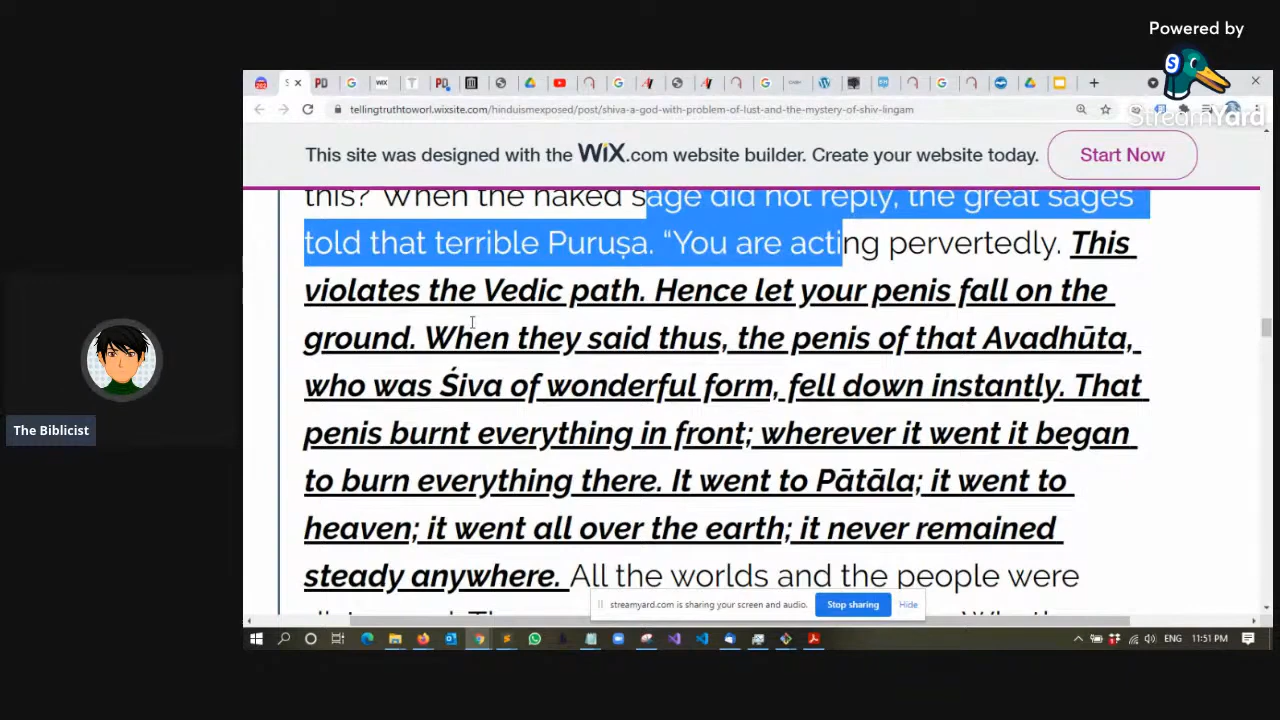 Powered by
StreamYard
tellingtruthtoworl.wixsite.com/hinduismexposed/post/shiva-a-god-with-problem-of-lust-and-the-mystery-of-shiv-lingam
This site was designed with the WiX.com website builder. Create your website today.
Start Now
this? When the naked sage did not reply, the great sages
told that terrible Puruṣa. “You are acting pervertedly. This
violates the Vedic path. Hence let your penis fall on the
ground. When they said thus, the penis of that Avadhūta,
who was Śiva of wonderful form, fell down instantly. That
penis burnt everything in front; wherever it went it began
to burn everything there. It went to Pātāla; it went to
heaven; it went all over the earth; it never remained
steady anywhere. All the worlds and the people were
The Biblicist
streamyard.com is sharing your screen and audio.
Stop sharing
Hide
ENG
11:51 PM